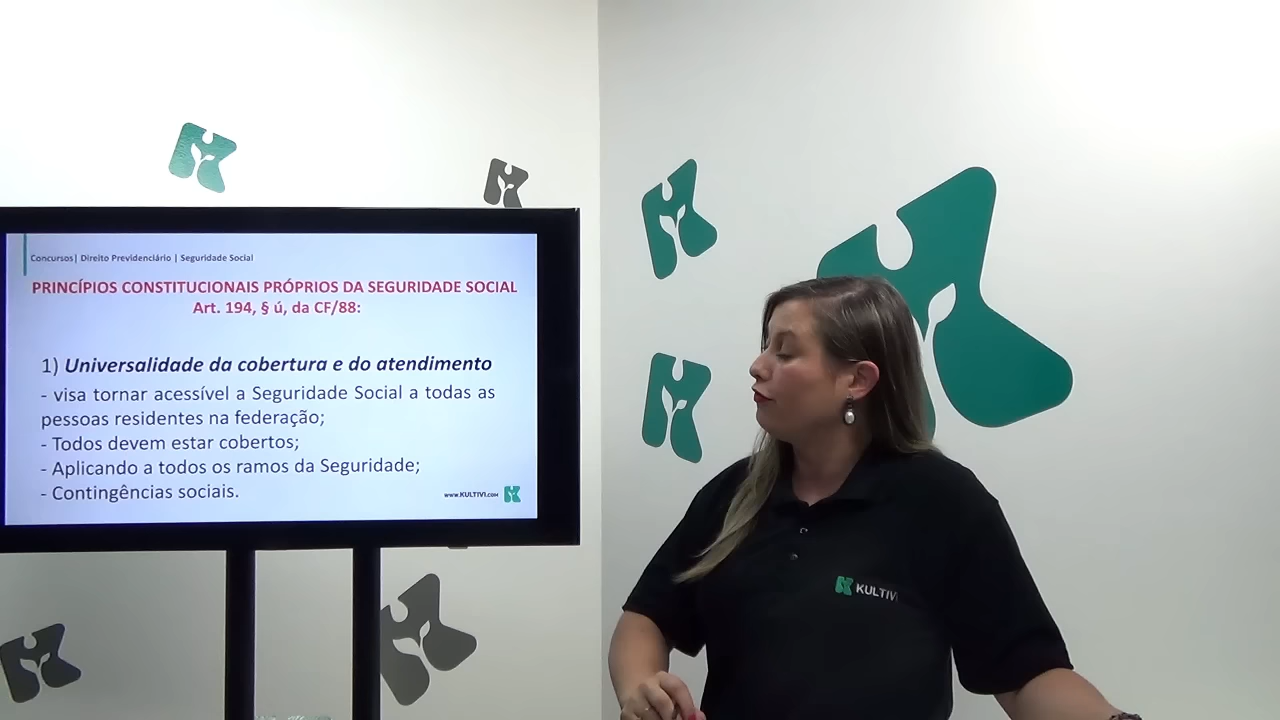 Concursos| Direito Previdenciário | Seguridade Social
PRINCÍPIOS CONSTITUCIONAIS PRÓPRIOS DA SEGURIDADE SOCIAL
Art. 194, § ú, da CF/88:
1) Universalidade da cobertura e do atendimento
- visa tornar acessível a Seguridade Social a todas as
pessoas residentes na federação;
- Todos devem estar cobertos;
- Aplicando a todos os ramos da Seguridade;
- Contingências sociais.
www.KULTIVI.com
KULTIVI